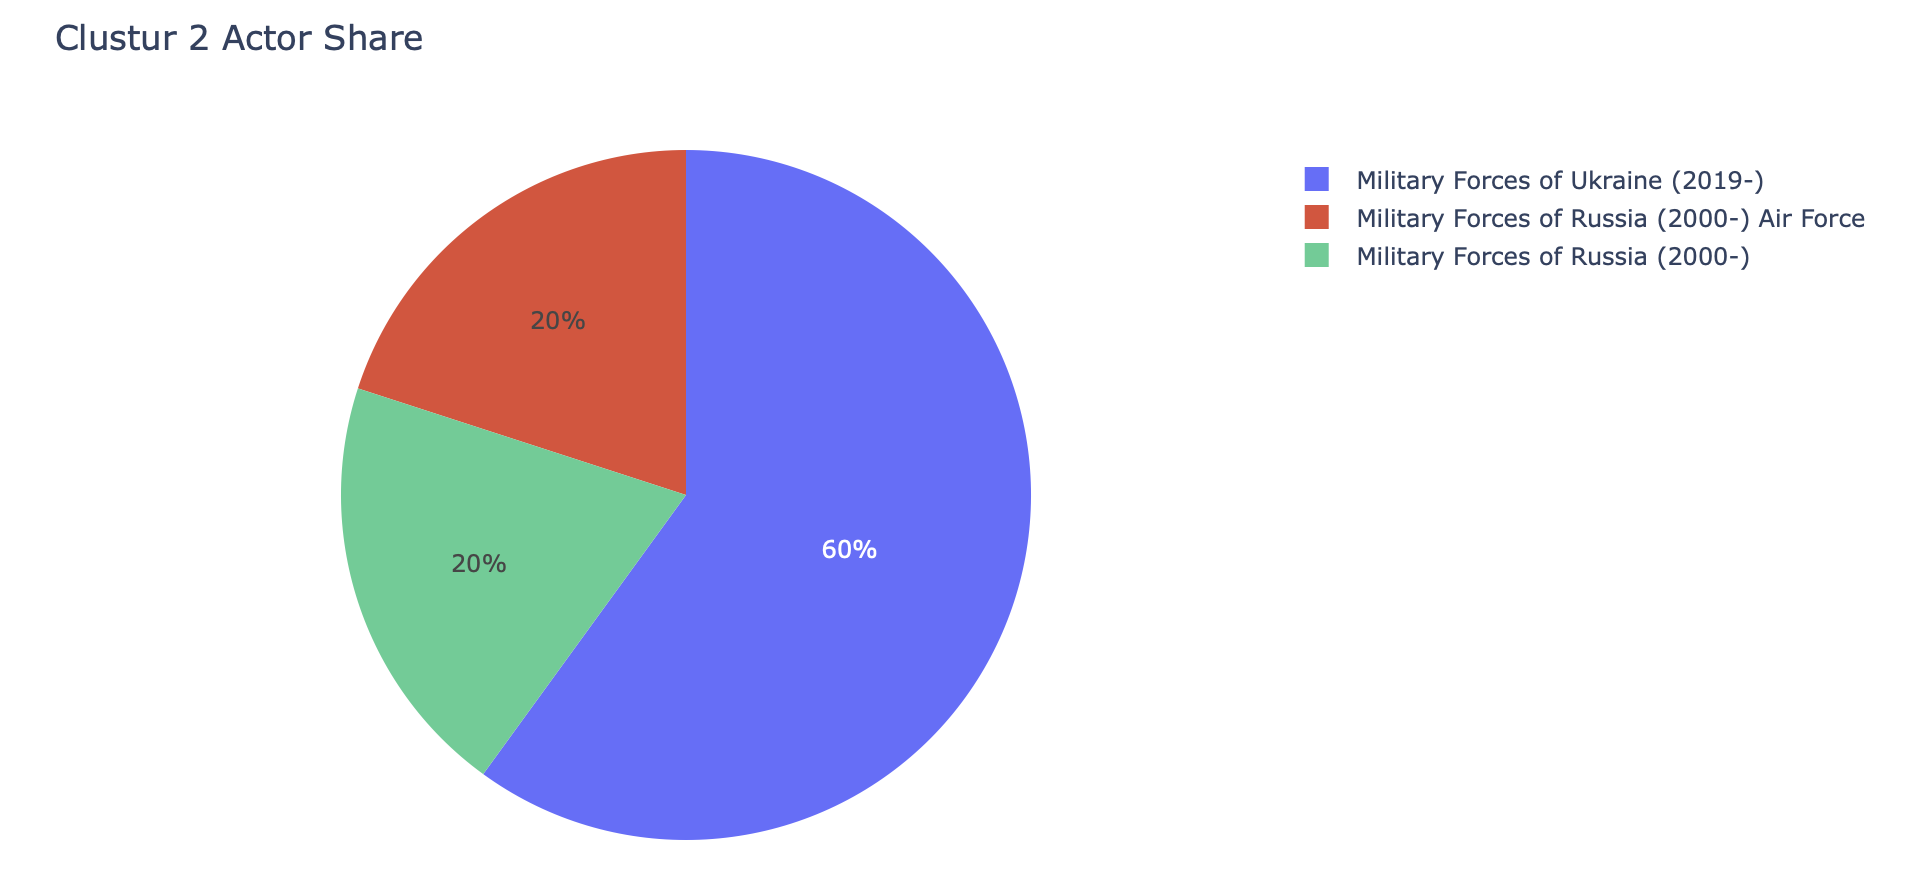 Clustur 2 Actor Share
Military Forces of Ukraine (2019-)
Military Forces of Russia (2000-) Air Force
Military Forces of Russia (2000-)
20%
60%
20%